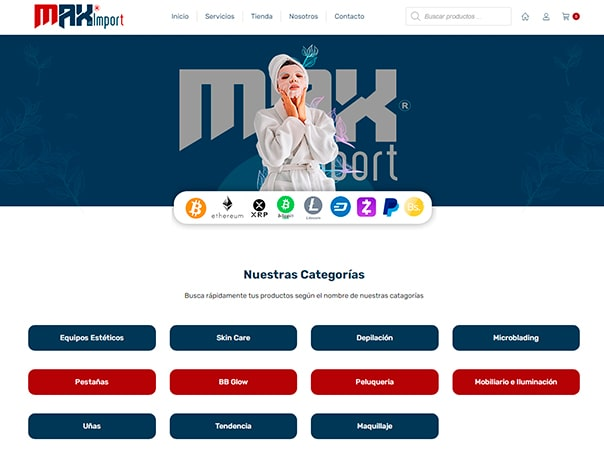 MAX Import
Inicio Servicios Tienda Nosotros Contacto
Buscar productos ...
0
MAX
®
port
ethereum XRP Litecoin Bs.
Nuestras Categorías
Busca rápidamente tus productos según el nombre de nuestras catagorías
Equipos Estéticos Skin Care Depilación Microblading
Pestañas BB Glow Peluquería Mobiliario e Iluminación
Uñas Tendencia Maquillaje